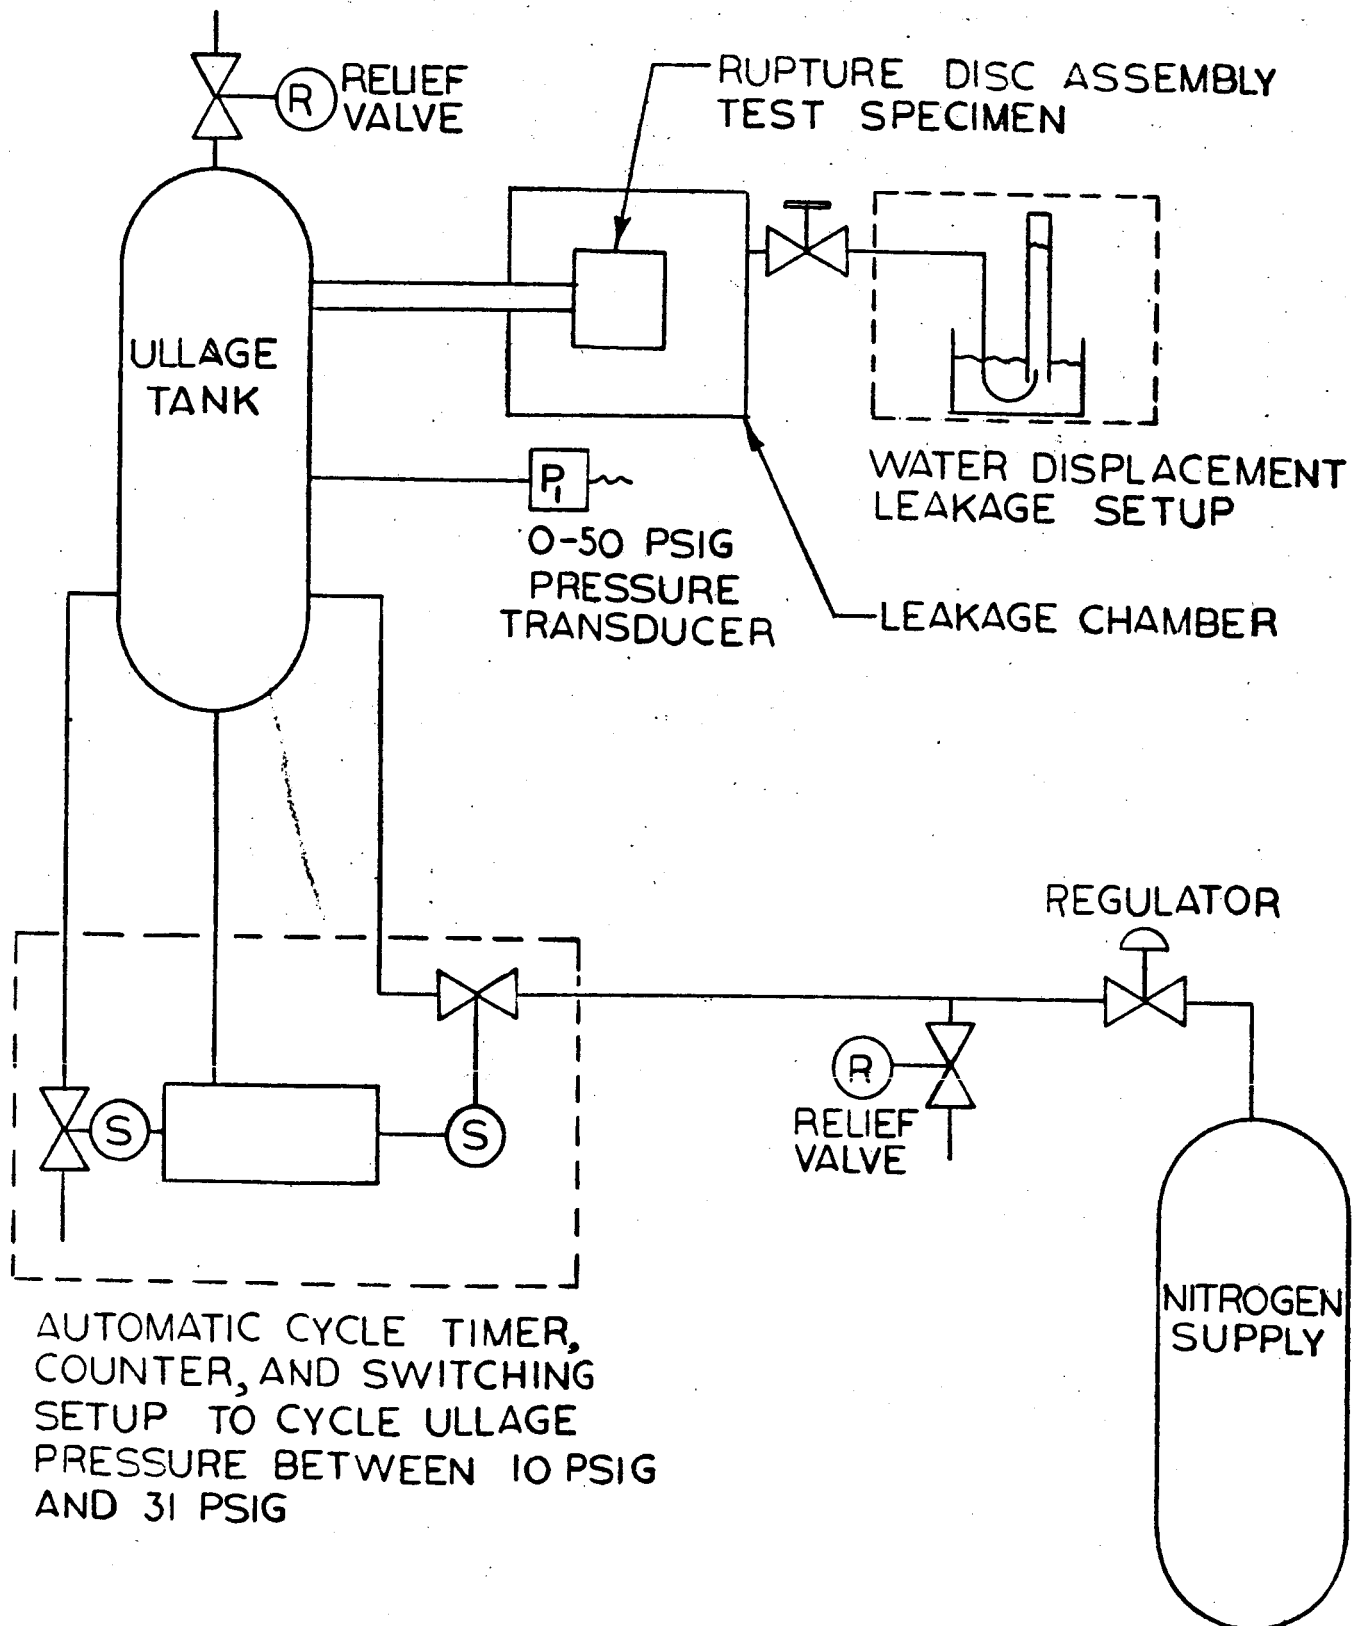 R
RELIEF
VALVE
RUPTURE DISC ASSEMBLY
TEST SPECIMEN
ULLAGE
TANK
WATER DISPLACEMENT
LEAKAGE SETUP
P1
0-50 PSIG
PRESSURE
TRANSDUCER
LEAKAGE CHAMBER
REGULATOR
R
RELIEF
VALVE
S
S
NITROGEN
SUPPLY
AUTOMATIC CYCLE TIMER,
COUNTER, AND SWITCHING
SETUP TO CYCLE ULLAGE
PRESSURE BETWEEN 10 PSIG
AND 31 PSIG